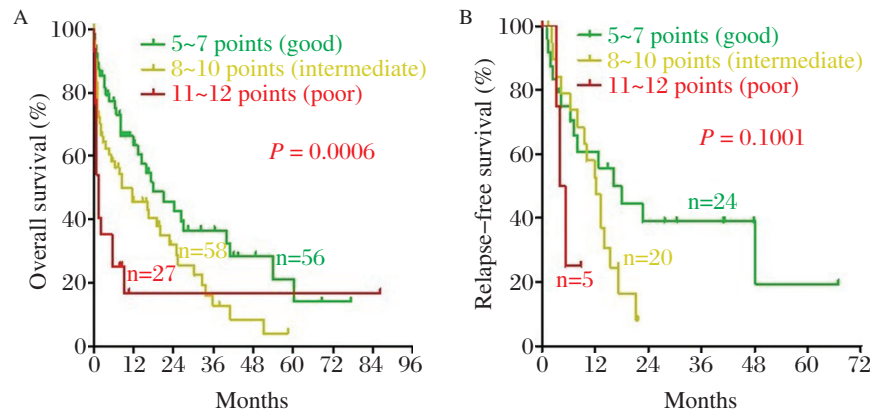 A
5~7 points (good)
8~10 points (intermediate)
11~12 points (poor)
P = 0.0006
n=58
n=56
n=27
Overall survival (%)
100
80
60
40
20
0
0 12 24 36 48 60 72 84 96
Months
B
5~7 points (good)
8~10 points (intermediate)
11~12 points (poor)
P = 0.1001
n=24
n=20
n=5
Relapse-free survival (%)
100
80
60
40
20
0
0 12 24 36 48 60 72
Months